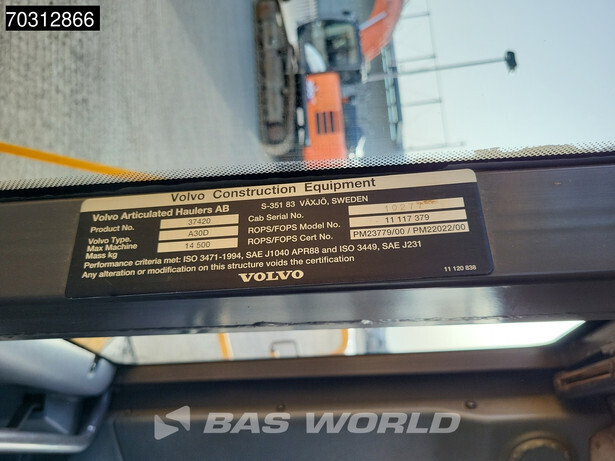 70312866
Volvo Construction Equipment
Volvo Articulated Haulers AB S-351 83 VÄXJÖ, SWEDEN
Product No. 37420 Cab Serial No.
Volvo Type. A30D ROPS/FOPS Model No. 11 117 379
Max Machine Mass kg 14 500 ROPS/FOPS Cert No. PM23779/00 / PM22022/00
Performance criteria met: ISO 3471-1994, SAE J1040 APR88 and ISO 3449, SAE J231
Any alteration or modification on this structure voids the certification
VOLVO 11 120 838
BAS WORLD